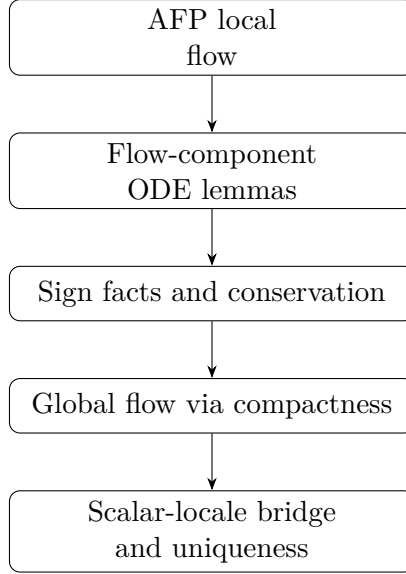 AFP local
flow
Flow-component
ODE lemmas
Sign facts and conservation
Global flow via compactness
Scalar-locale bridge
and uniqueness